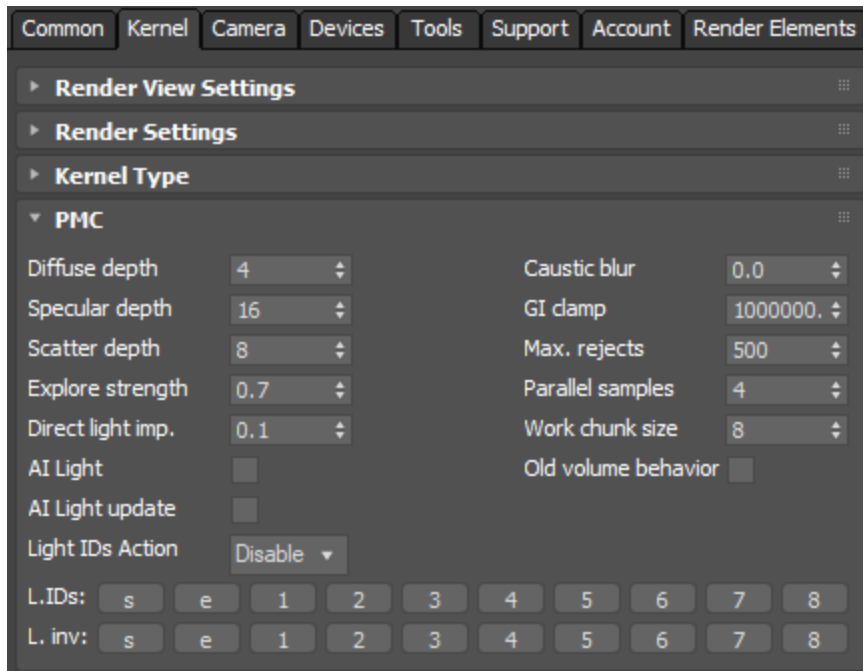 Common Kernel Camera Devices Tools Support Account Render Elements
Render View Settings
Render Settings
Kernel Type
PMC
Diffuse depth 4 Caustic blur 0.0
Specular depth 16 GI clamp 1000000.
Scatter depth 8 Max. rejects 500
Explore strength 0.7 Parallel samples 4
Direct light imp. 0.1 Work chunk size 8
AI Light Old volume behavior
AI Light update
Light IDs Action Disable
L.IDs: s e 1 2 3 4 5 6 7 8
L. inv: s e 1 2 3 4 5 6 7 8